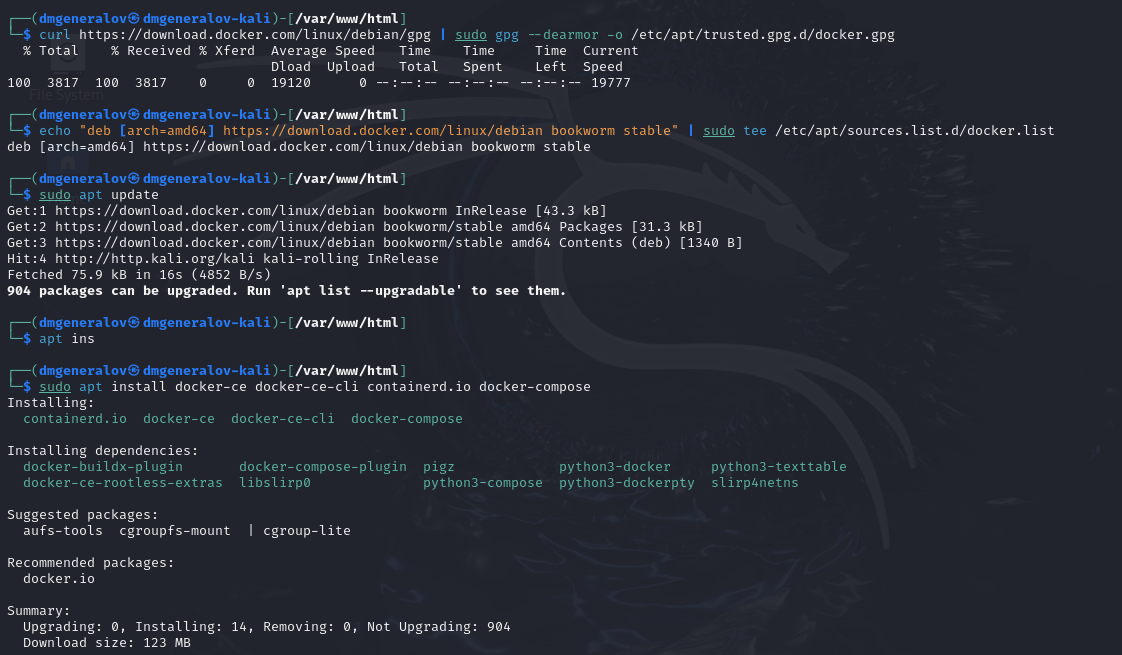 ┌──(dmgeneralov㉿dmgeneralov-kali)-[/var/www/html]
└─$ curl https://download.docker.com/linux/debian/gpg | sudo gpg --dearmor -o /etc/apt/trusted.gpg.d/docker.gpg
  % Total    % Received % Xferd  Average Speed   Time    Time     Time  Current
                                 Dload  Upload   Total   Spent    Left  Speed
100  3817  100  3817    0     0  19120      0 --:--:-- --:--:-- --:--:-- 19777
File System
┌──(dmgeneralov㉿dmgeneralov-kali)-[/var/www/html]
└─$ echo "deb [arch=amd64] https://download.docker.com/linux/debian bookworm stable" | sudo tee /etc/apt/sources.list.d/docker.list
deb [arch=amd64] https://download.docker.com/linux/debian bookworm stable
┌──(dmgeneralov㉿dmgeneralov-kali)-[/var/www/html]
└─$ sudo apt update
Get:1 https://download.docker.com/linux/debian bookworm InRelease [43.3 kB]
Get:2 https://download.docker.com/linux/debian bookworm/stable amd64 Packages [31.3 kB]
Get:3 https://download.docker.com/linux/debian bookworm/stable amd64 Contents (deb) [1340 B]
Hit:4 http://http.kali.org/kali kali-rolling InRelease
Fetched 75.9 kB in 16s (4852 B/s)
904 packages can be upgraded. Run 'apt list --upgradable' to see them.
┌──(dmgeneralov㉿dmgeneralov-kali)-[/var/www/html]
└─$ apt ins
┌──(dmgeneralov㉿dmgeneralov-kali)-[/var/www/html]
└─$ sudo apt install docker-ce docker-ce-cli containerd.io docker-compose
Installing:
  containerd.io  docker-ce  docker-ce-cli  docker-compose
Installing dependencies:
  docker-buildx-plugin       docker-compose-plugin  pigz             python3-docker     python3-texttable
  docker-ce-rootless-extras  libslirp0              python3-compose  python3-dockerpty  slirp4netns
Suggested packages:
  aufs-tools  cgroupfs-mount  | cgroup-lite
Recommended packages:
  docker.io
Summary:
  Upgrading: 0, Installing: 14, Removing: 0, Not Upgrading: 904
  Download size: 123 MB